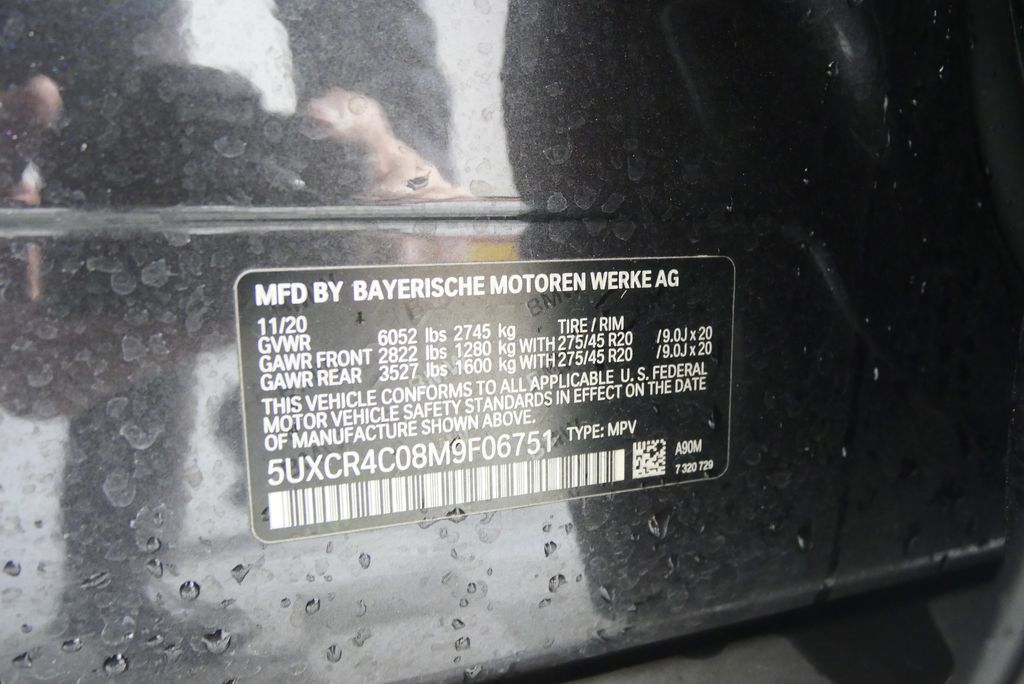 MFD BY BAYERISCHE MOTOREN WERKE AG
11/20
GVWR 6052 lbs 2745 kg TIRE / RIM
GAWR FRONT 2822 lbs 1280 kg WITH 275/45 R20 /9.0J x 20
GAWR REAR 3527 lbs 1600 kg WITH 275/45 R20 /9.0J x 20
THIS VEHICLE CONFORMS TO ALL APPLICABLE U. S. FEDERAL
MOTOR VEHICLE SAFETY STANDARDS IN EFFECT ON THE DATE
OF MANUFACTURE SHOWN ABOVE.
5UXCR4C08M9F06751 TYPE: MPV
A90M
7 320 729